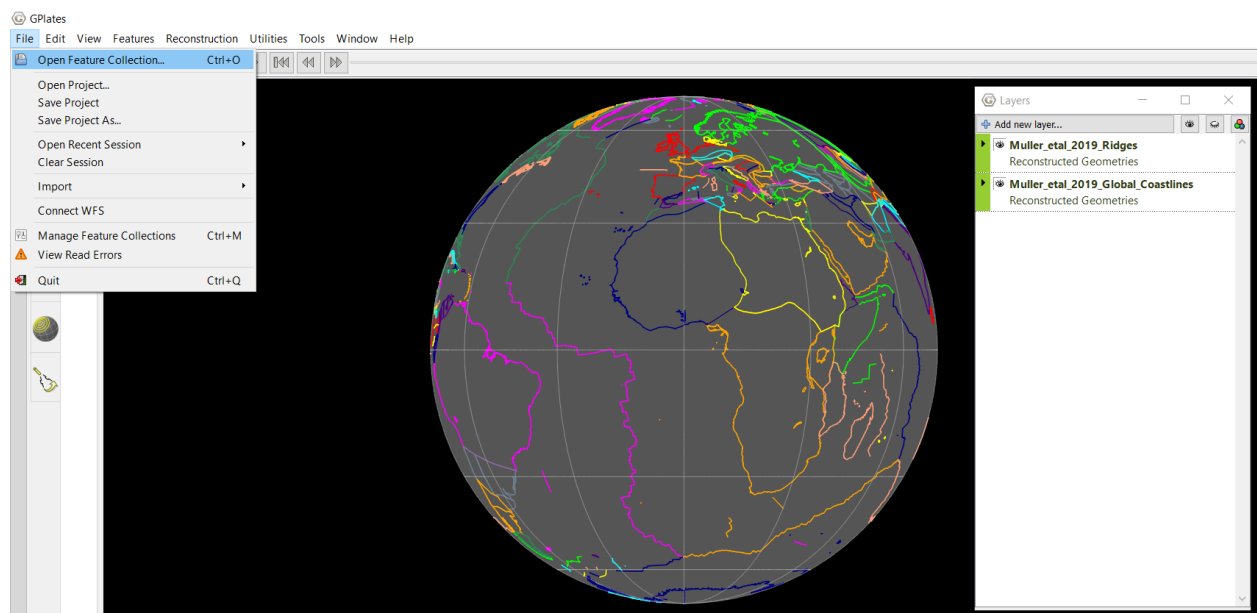 GPlates
File Edit View Features Reconstruction Utilities Tools Window Help
Open Feature Collection... Ctrl+O
Open Project...
Save Project
Save Project As...
Open Recent Session
Clear Session
Import
Connect WFS
Manage Feature Collections Ctrl+M
View Read Errors
Quit Ctrl+Q
Layers
Add new layer...
Muller_etal_2019_Ridges
Reconstructed Geometries
Muller_etal_2019_Global_Coastlines
Reconstructed Geometries